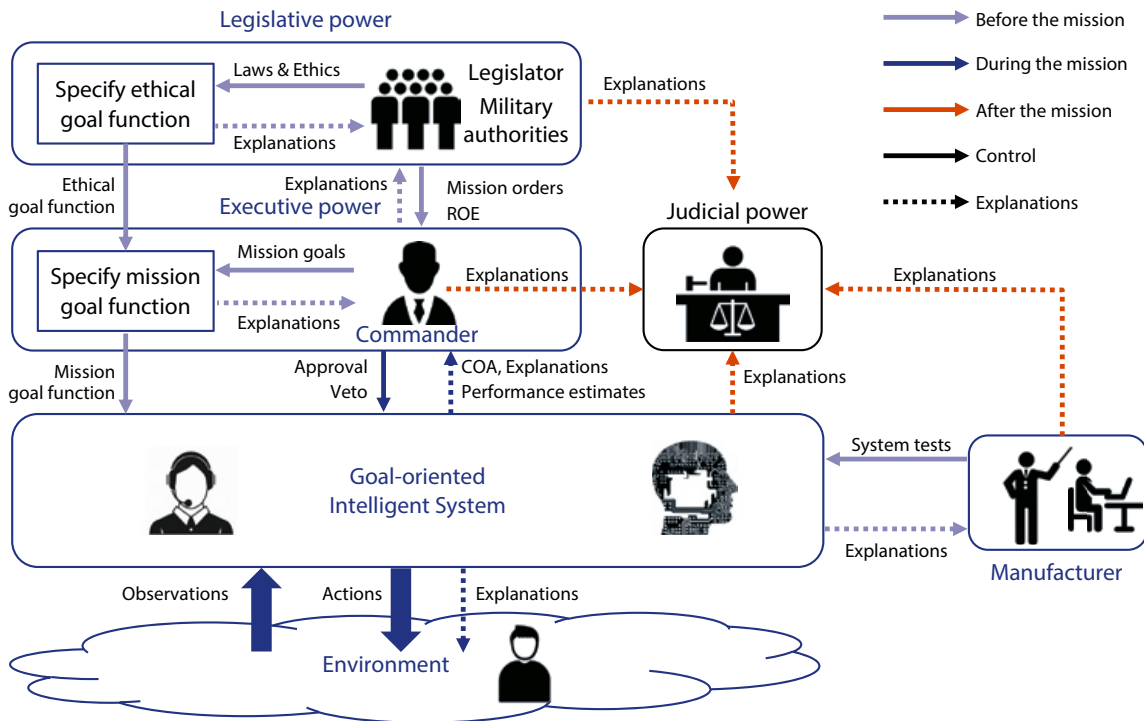 Legislative power
Before the mission
During the mission
After the mission
Control
Explanations
Specify ethical
goal function
Laws & Ethics
Explanations
Legislator
Military
authorities
Explanations
Ethical
goal function
Explanations
Executive power
Mission orders
ROE
Judicial power
Specify mission
goal function
Mission goals
Explanations
Commander
Explanations
Explanations
Mission
goal function
Approval
Veto
COA, Explanations
Performance estimates
Explanations
Goal-oriented
Intelligent System
System tests
Explanations
Manufacturer
Observations
Actions
Explanations
Environment